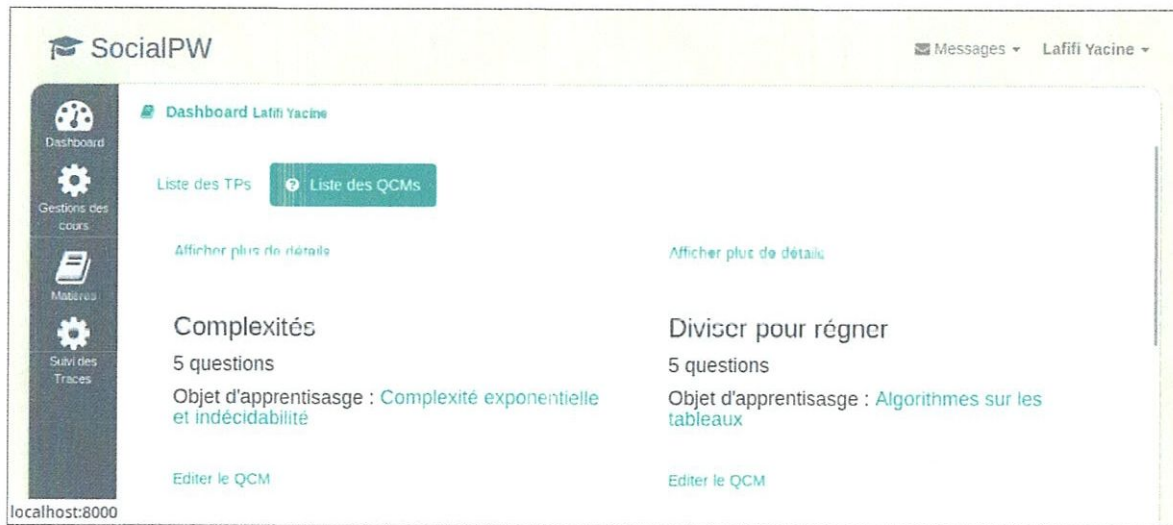 SocialPW
Messages
Lafifi Yacine
Dashboard
Gestions des
cours
Matières
Suivi des
Traces
Dashboard Lafifi Yacine
Liste des TPs
Liste des QCMs
Afficher plus de détails
Afficher plus de détails
Complexités
5 questions
Objet d'apprentisasge : Complexité exponentielle
et indécidabilité
Editer le QCM
Diviser pour régner
5 questions
Objet d'apprentisasge : Algorithmes sur les
tableaux
Editer le QCM
localhost:8000